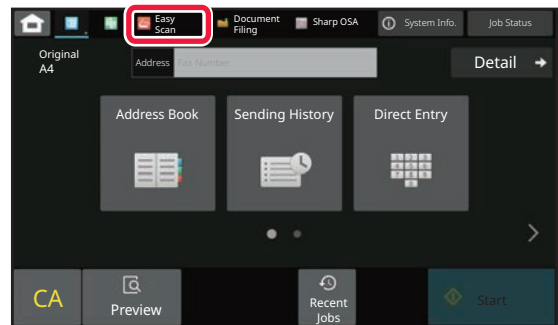 Easy
Scan
Document
Filing
Sharp OSA
System Info.
Job Status
Original
A4
Address
Fax Number
Detail
Address Book
Sending History
Direct Entry
CA
Preview
Recent
Jobs
Start